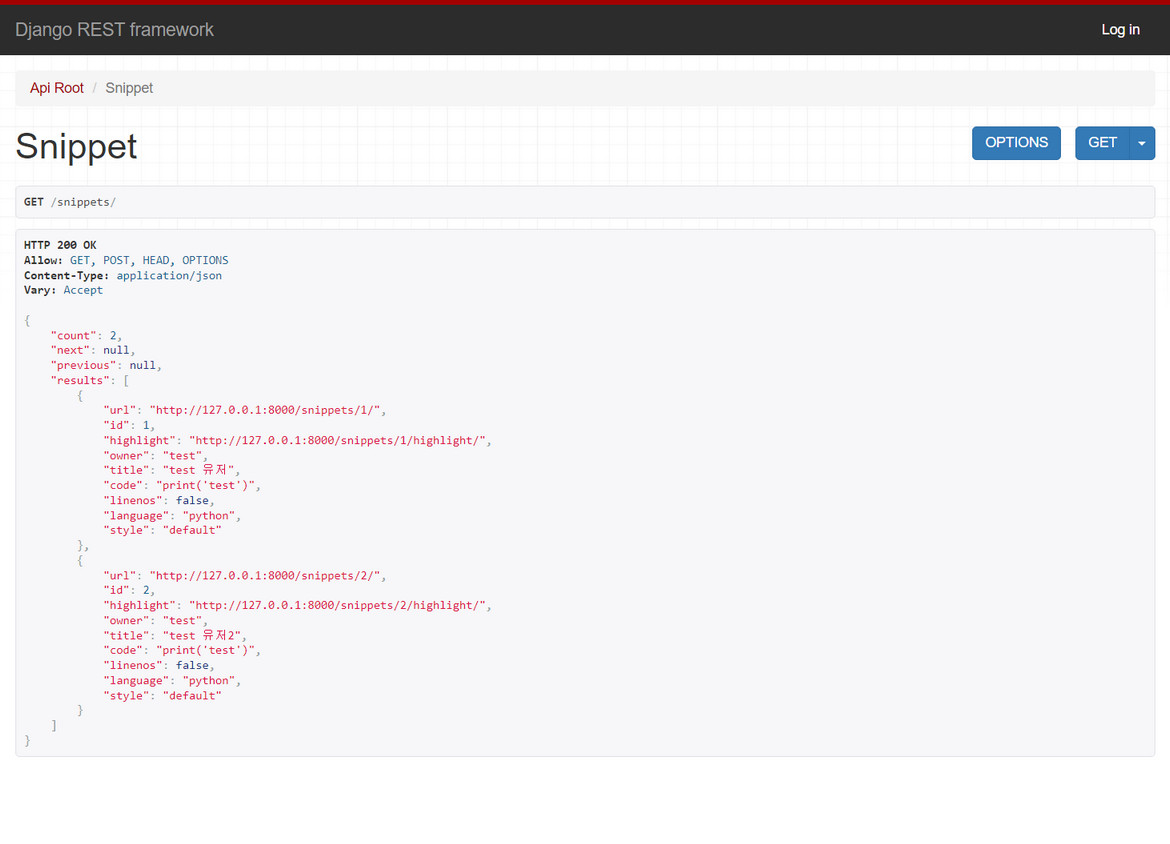 Django REST framework
Log in
Api Root / Snippet
Snippet
OPTIONS
GET
GET /snippets/
HTTP 200 OK
Allow: GET, POST, HEAD, OPTIONS
Content-Type: application/json
Vary: Accept
{
    "count": 2,
    "next": null,
    "previous": null,
    "results": [
        {
            "url": "http://127.0.0.1:8000/snippets/1/",
            "id": 1,
            "highlight": "http://127.0.0.1:8000/snippets/1/highlight/",
            "owner": "test",
            "title": "test 유저",
            "code": "print('test')",
            "linenos": false,
            "language": "python",
            "style": "default"
        },
        {
            "url": "http://127.0.0.1:8000/snippets/2/",
            "id": 2,
            "highlight": "http://127.0.0.1:8000/snippets/2/highlight/",
            "owner": "test",
            "title": "test 유저2",
            "code": "print('test')",
            "linenos": false,
            "language": "python",
            "style": "default"
        }
    ]
}